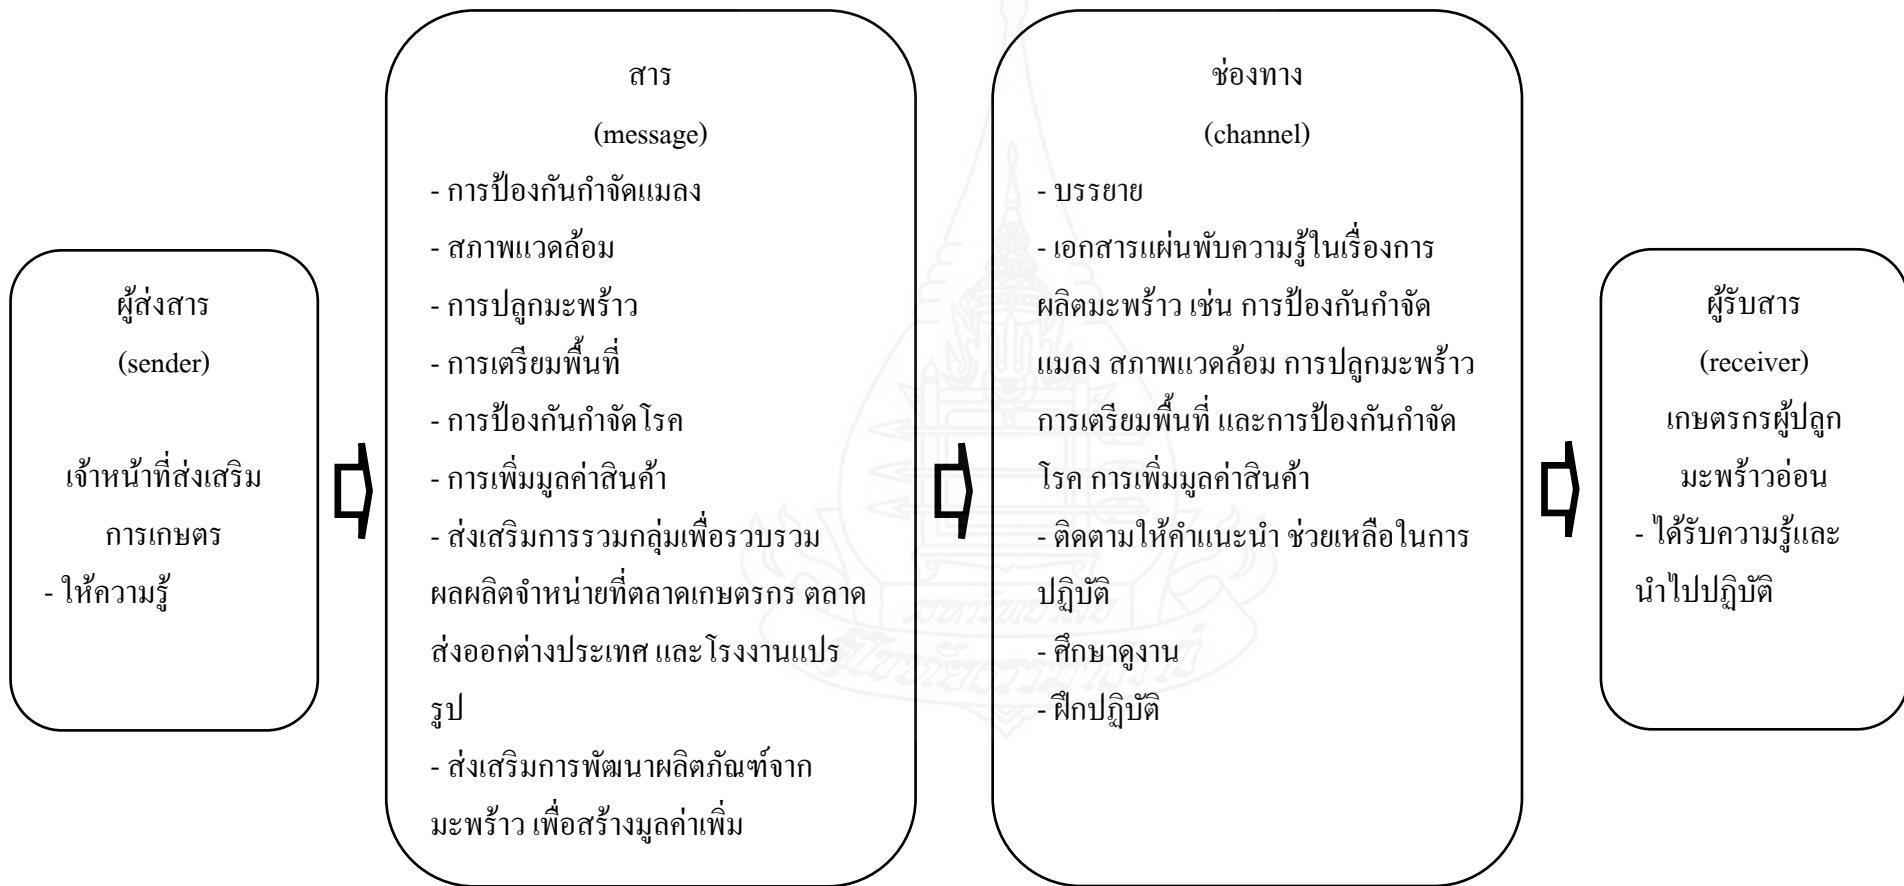 ผู้ส่งสาร
(sender)
เจ้าหน้าที่ส่งเสริม
การเกษตร
- ให้ความรู้
สาร
(message)
- การป้องกันกำจัดแมลง
- สภาพแวดล้อม
- การปลูกมะพร้าว
- การเตรียมพื้นที่
- การป้องกันกำจัดโรค
- การเพิ่มมูลค่าสินค้า
- ส่งเสริมการรวมกลุ่มเพื่อรวบรวม
ผลผลิตจำหน่ายที่ตลาดเกษตรกร ตลาด
ส่งออกต่างประเทศ และโรงงานแปร
รูป
- ส่งเสริมการพัฒนาผลิตภัณฑ์จาก
มะพร้าว เพื่อสร้างมูลค่าเพิ่ม
ช่องทาง
(channel)
- บรรยาย
- เอกสารแผ่นพับความรู้ในเรื่องการ
ผลิตมะพร้าว เช่น การป้องกันกำจัด
แมลง สภาพแวดล้อม การปลูกมะพร้าว
การเตรียมพื้นที่ และการป้องกันกำจัด
โรค การเพิ่มมูลค่าสินค้า
- ติดตามให้คำแนะนำ ช่วยเหลือในการ
ปฏิบัติ
- ศึกษาดูงาน
- ฝึกปฏิบัติ
ผู้รับสาร
(receiver)
เกษตรกรผู้ปลูก
มะพร้าวอ่อน
- ได้รับความรู้และ
นำไปปฏิบัติ
มหาวิทยาลัย
สุโขทัยธรรมาธิราช